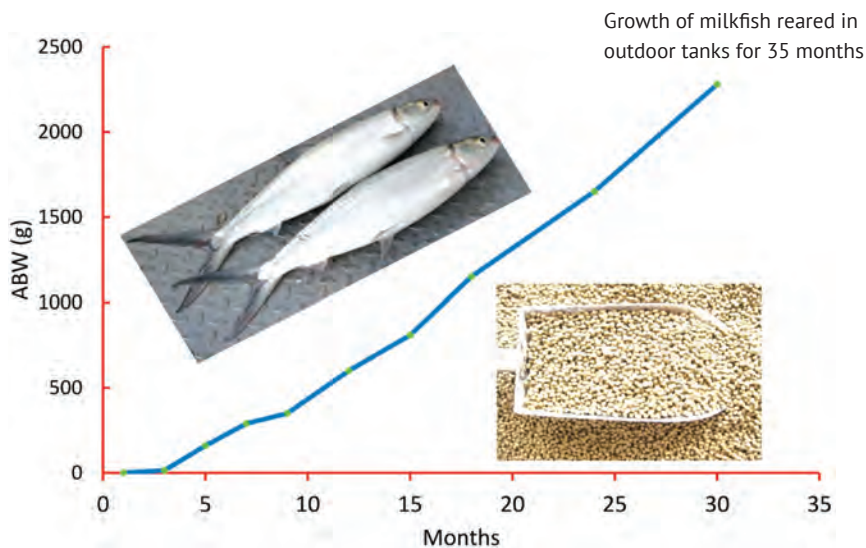 Growth of milkfish reared in
outdoor tanks for 35 months
2500
2000
1500
1000
500
0
ABW (g)
0 5 10 15 20 25 30 35
Months